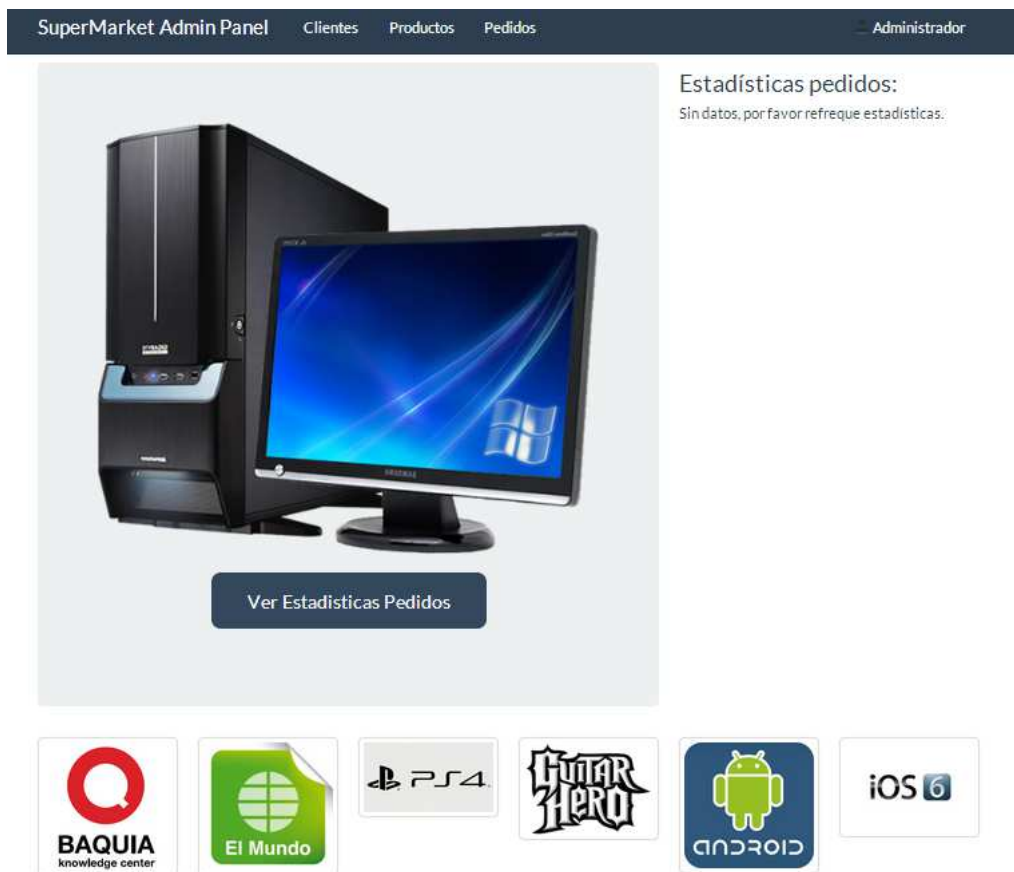 SuperMarket Admin Panel Clientes Productos Pedidos Administrador
Estadísticas pedidos:
Sin datos, por favor refreque estadísticas.
Ver Estadisticas Pedidos
BAQUIA
knowledge center
El Mundo
PS4
GUITAR
HERO
ANDROID
iOS 6